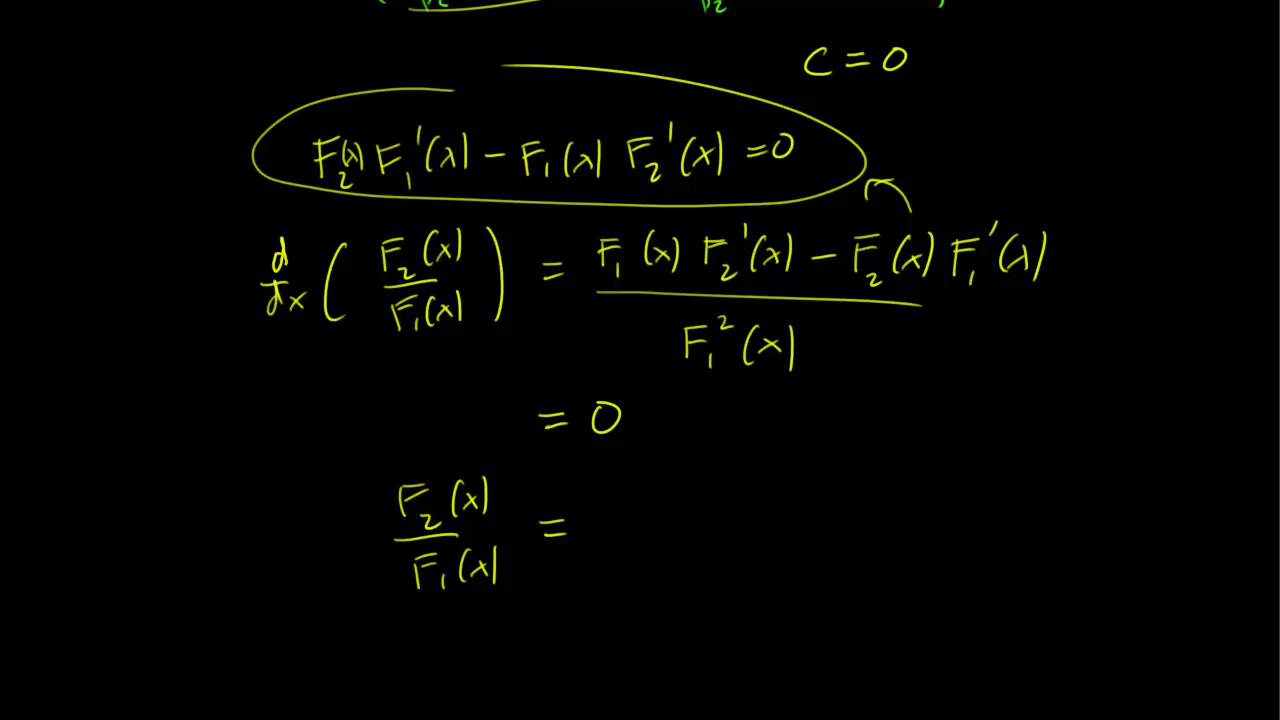 C = 0
F₂(x) F₁'(x) − F₁(x) F₂'(x) = 0
d/dx ( F₂(x) / F₁(x) ) = F₁(x) F₂'(x) − F₂(x) F₁'(x) / F₁²(x)
= 0
F₂(x) / F₁(x) =